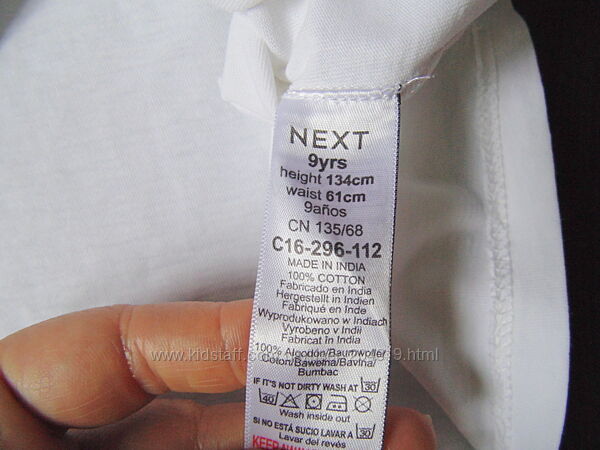 NEXT
9yrs
height 134cm
waist 61cm
9años
CN 135/68
C16-296-112
MADE IN INDIA
100% COTTON
Fabricado en India
Hergestellt in Indien
Fabriqué en Inde
Wyprodukowano w Indiach
Vyrobeno v Indii
Fabricat în India
100% Algodón/Baumwolle/
Coton/Bawełna/Bavlna/
Bumbac
IF IT'S NOT DIRTY WASH AT 30
40
Wash inside out
SI NO ESTÁ SUCIO LAVAR A 30
Lavar del revés